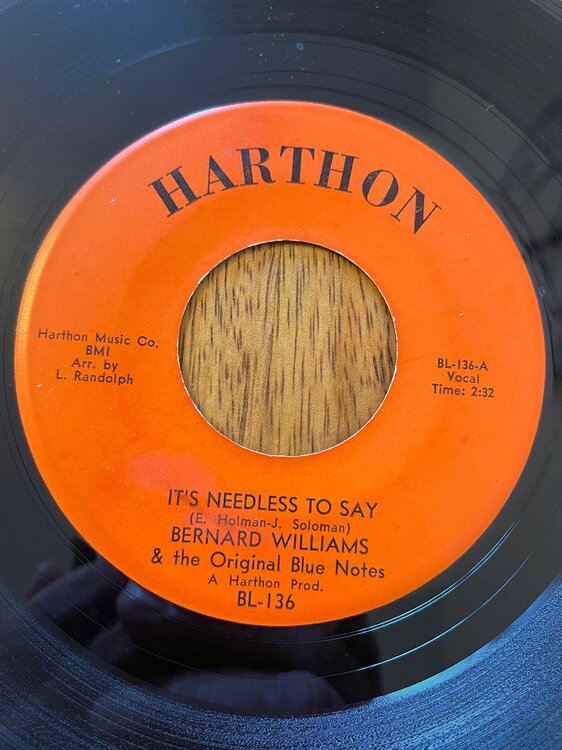 HARTHON
Harthon Music Co.
BMI
Arr. by
L. Randolph
BL-136-A
Vocal
Time: 2:32
IT'S NEEDLESS TO SAY
(E. Holman-J. Soloman)
BERNARD WILLIAMS
& the Original Blue Notes
A Harthon Prod.
BL-136